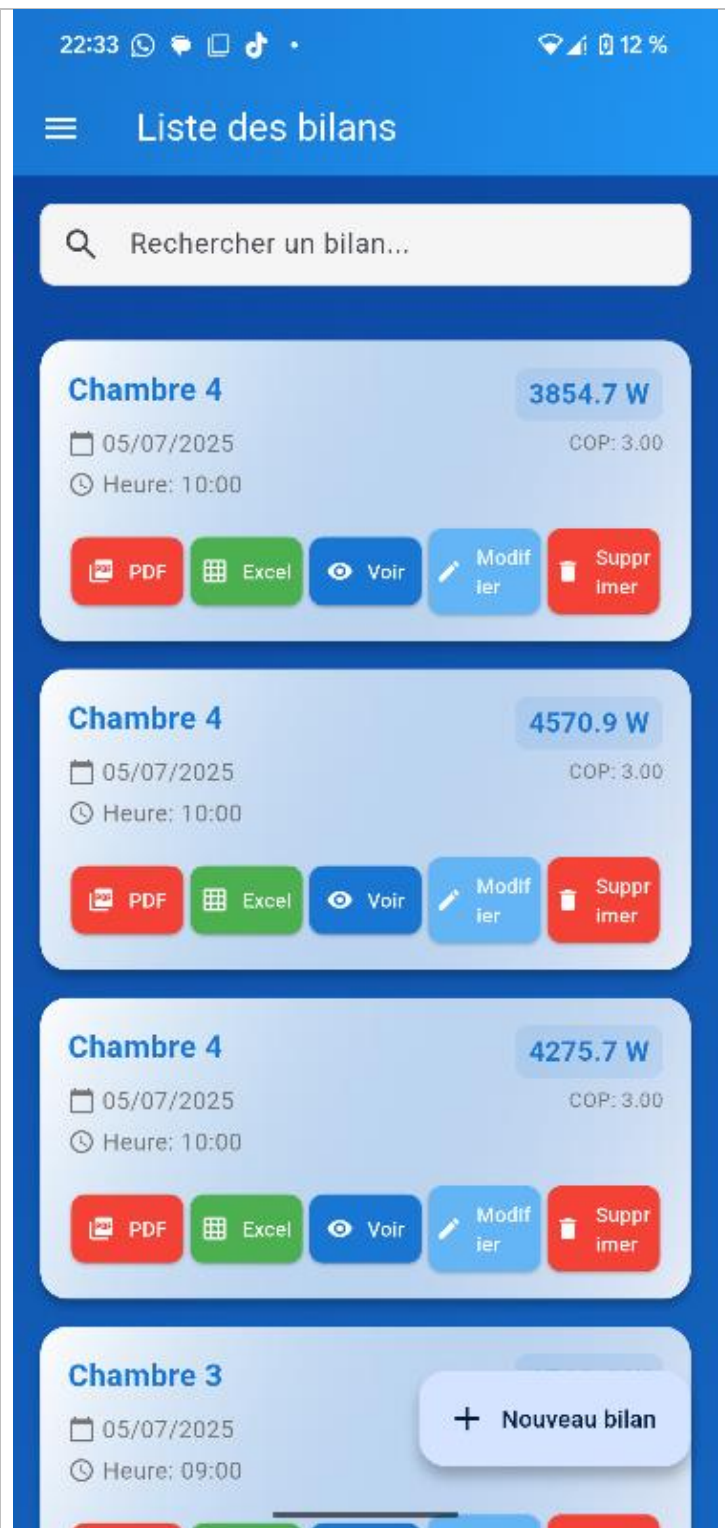 22:33
12 %
Liste des bilans
Rechercher un bilan...
Chambre 4
3854.7 W
05/07/2025
COP: 3.00
Heure: 10:00
PDF
Excel
Voir
Modif
ier
Suppr
imer
Chambre 4
4570.9 W
05/07/2025
COP: 3.00
Heure: 10:00
PDF
Excel
Voir
Modif
ier
Suppr
imer
Chambre 4
4275.7 W
05/07/2025
COP: 3.00
Heure: 10:00
PDF
Excel
Voir
Modif
ier
Suppr
imer
Chambre 3
05/07/2025
Heure: 09:00
+ Nouveau bilan